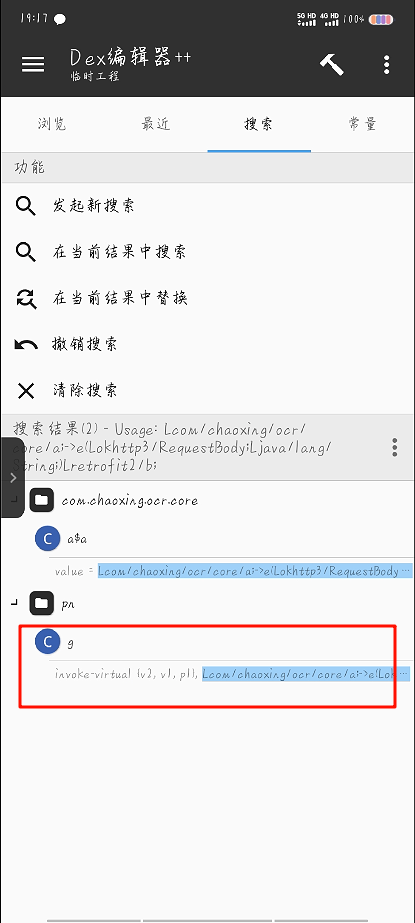 19:17
5G HD 4G HD 100%
Dex编辑器++
临时工程
浏览 最近 搜索 常量
功能
发起新搜索
在当前结果中搜索
在当前结果中替换
撤销搜索
清除搜索
搜索结果(2) - Usage: Lcom/chaoxing/ocr/
core/a;->e(Lokhttp3/RequestBody;Ljava/lang/
String;)Lretrofit2/b;
com.chaoxing.ocr.core
C a$a
value = Lcom/chaoxing/ocr/core/a;->e(Lokhttp3/RequestBody…
pn
C g
invoke-virtual {v2, v1, p1}, Lcom/chaoxing/ocr/core/a;->e(Lok…